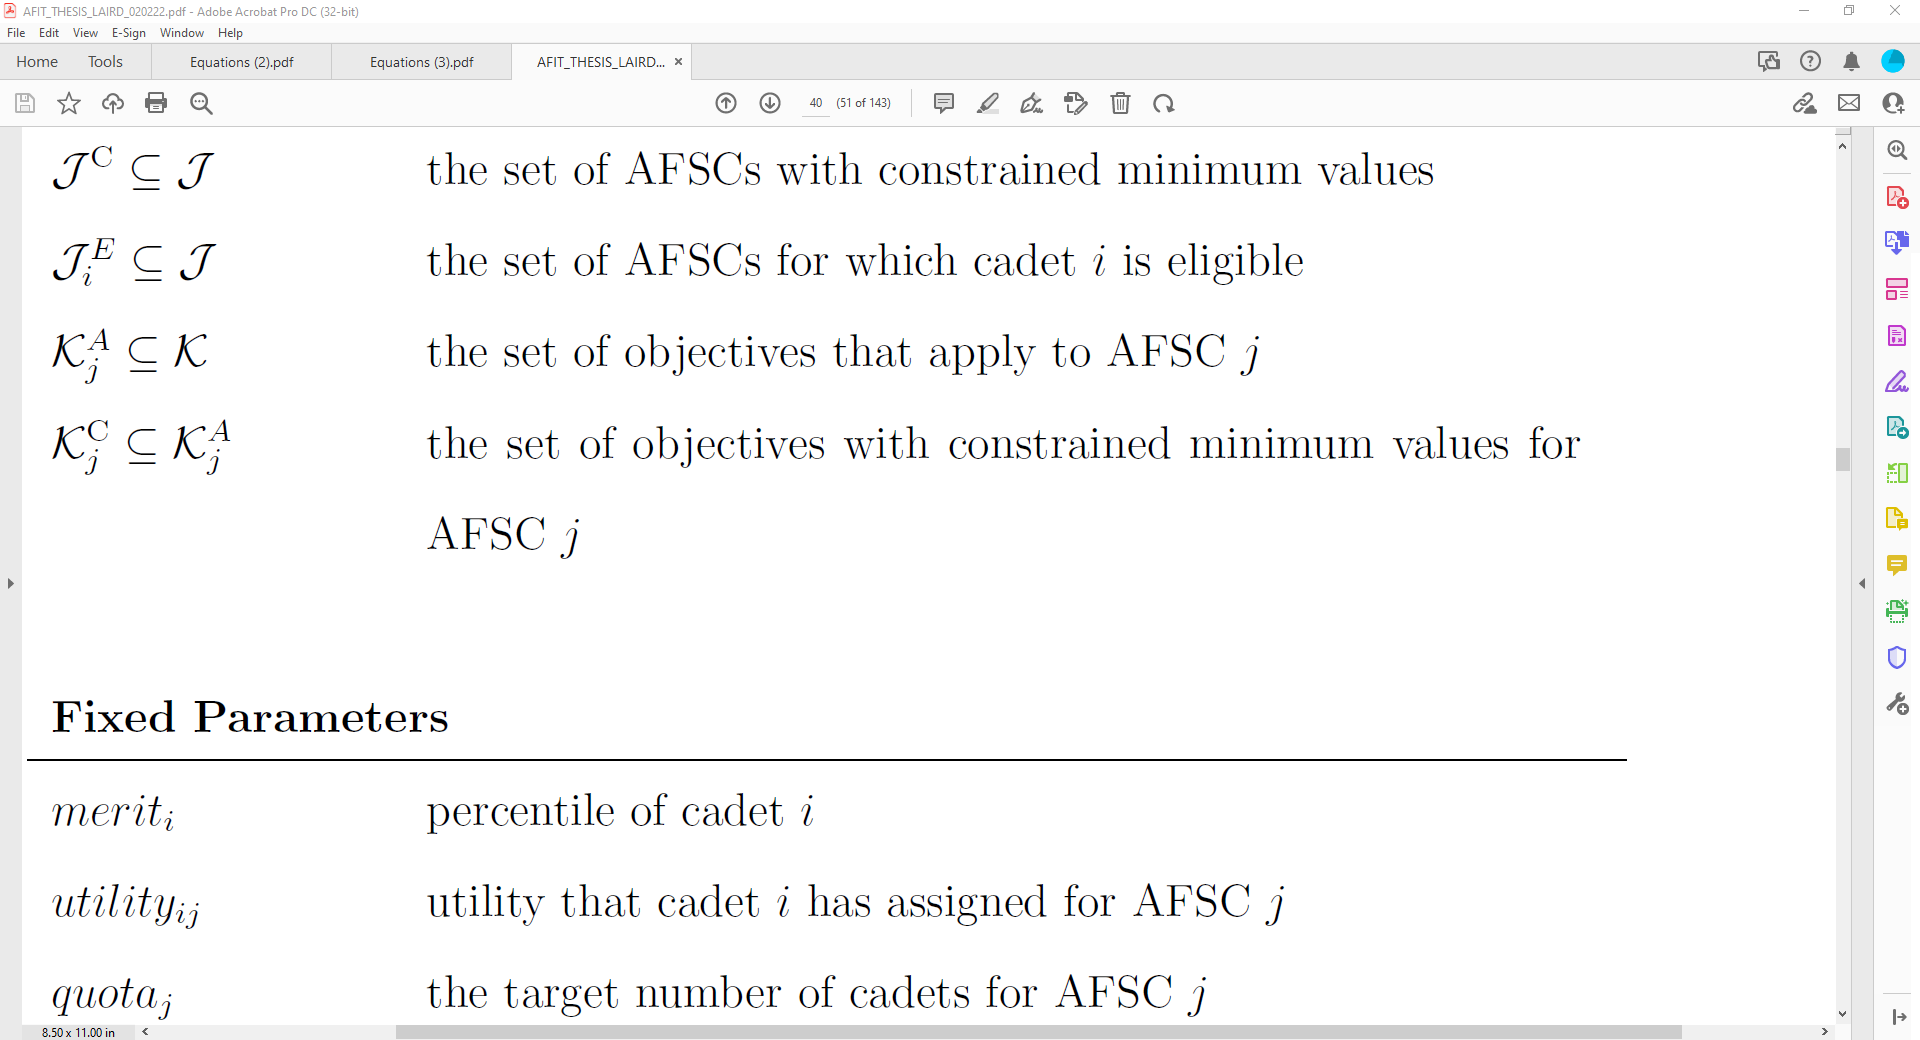 AFIT_THESIS_LAIRD_020222.pdf - Adobe Acrobat Pro DC (32-bit)
File Edit View E-Sign Window Help
Home Tools Equations (2).pdf Equations (3).pdf AFIT_THESIS_LAIRD... ×
40 (51 of 143)
𝒥^C ⊆ 𝒥 the set of AFSCs with constrained minimum values
𝒥_i^E ⊆ 𝒥 the set of AFSCs for which cadet i is eligible
𝒦_j^A ⊆ 𝒦 the set of objectives that apply to AFSC j
𝒦_j^C ⊆ 𝒦_j^A the set of objectives with constrained minimum values for
AFSC j
Fixed Parameters
merit_i percentile of cadet i
utility_ij utility that cadet i has assigned for AFSC j
quota_j the target number of cadets for AFSC j
8.50 x 11.00 in